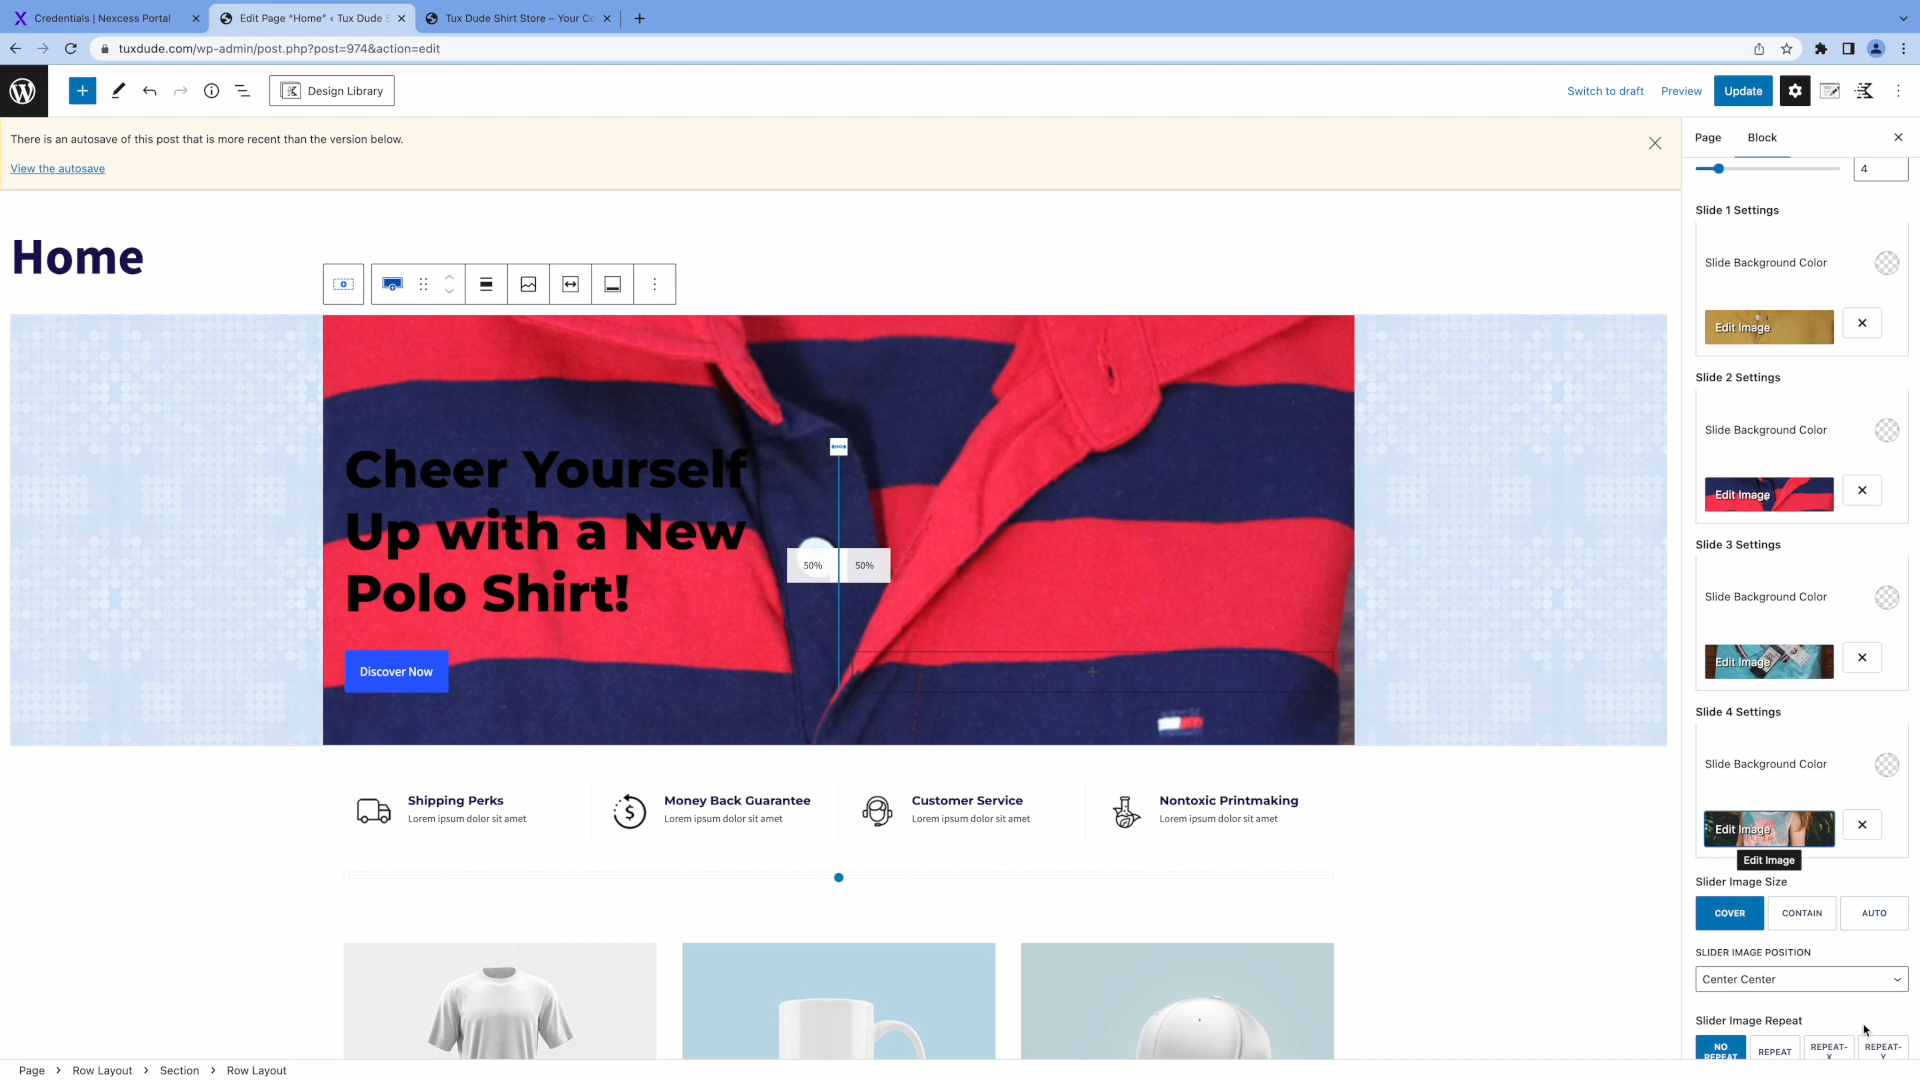 Credentials | Nexcess Portal
Edit Page "Home" ‹ Tux Dude S
Tux Dude Shirt Store – Your Co
tuxdude.com/wp-admin/post.php?post=974&action=edit
Design Library
Switch to draft
Preview
Update
There is an autosave of this post that is more recent than the version below.
View the autosave
Page
Block
4
Home
Slide 1 Settings
Slide Background Color
Edit Image
Slide 2 Settings
Slide Background Color
Edit Image
Slide 3 Settings
Slide Background Color
Edit Image
Slide 4 Settings
Slide Background Color
Edit Image
Edit Image
Slider Image Size
COVER
CONTAIN
AUTO
SLIDER IMAGE POSITION
Center Center
Slider Image Repeat
NO
REPEAT
REPEAT
REPEAT-
X
REPEAT-
Y
Cheer Yourself
Up with a New
Polo Shirt!
50%
50%
Discover Now
Shipping Perks
Lorem ipsum dolor sit amet
Money Back Guarantee
Lorem ipsum dolor sit amet
Customer Service
Lorem ipsum dolor sit amet
Nontoxic Printmaking
Lorem ipsum dolor sit amet
Page
Row Layout
Section
Row Layout